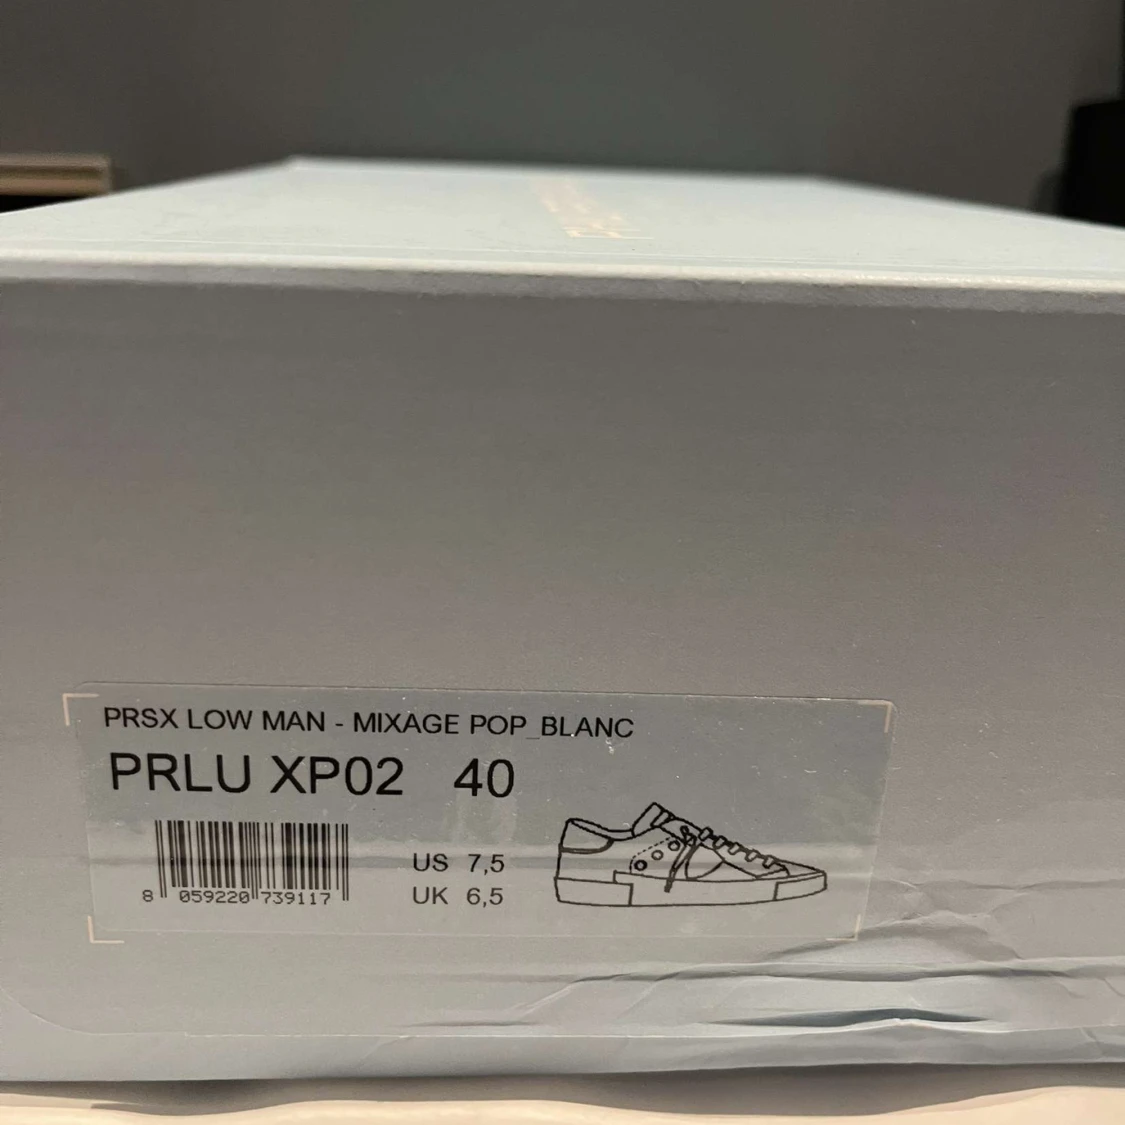 PRSX LOW MAN - MIXAGE POP_BLANC
PRLU XP02 40
US 7,5
UK 6,5
8 059220 739117